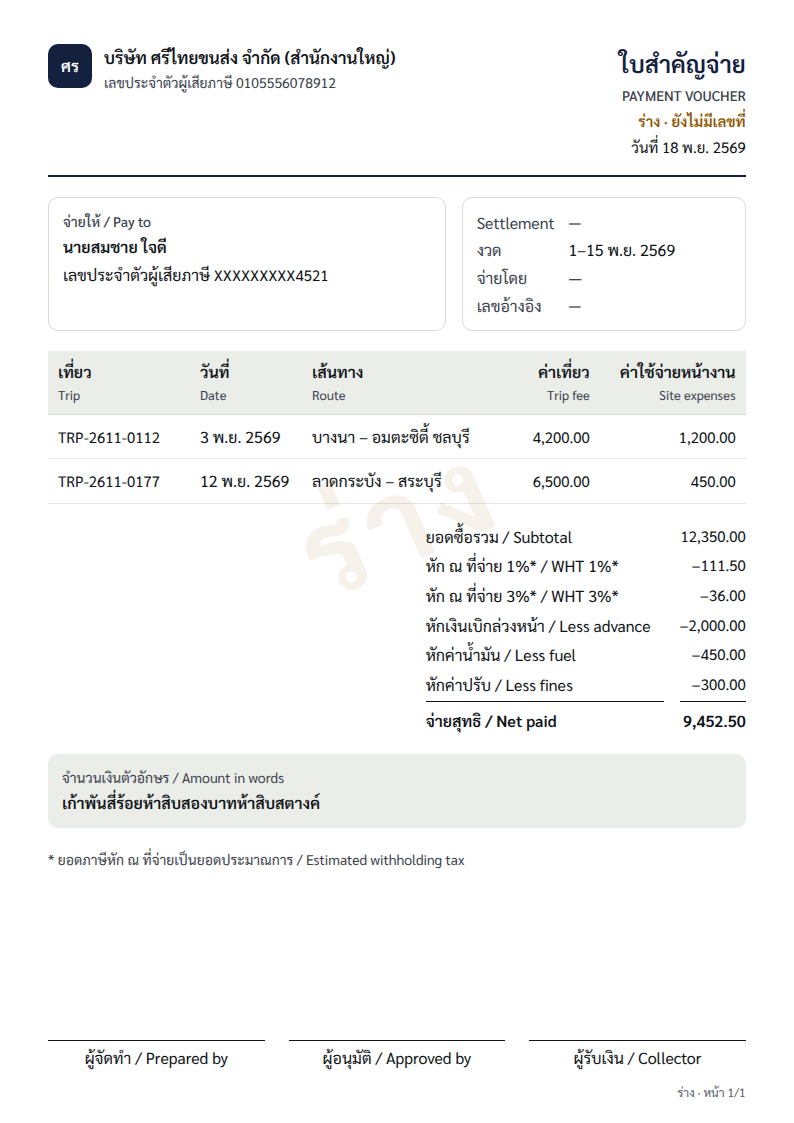 ศร
บริษัท ศรีไทยขนส่ง จำกัด (สำนักงานใหญ่)
เลขประจำตัวผู้เสียภาษี 0105556078912
ใบสำคัญจ่าย
PAYMENT VOUCHER
ร่าง · ยังไม่มีเลขที่
วันที่ 18 พ.ย. 2569
จ่ายให้ / Pay to
นายสมชาย ใจดี
เลขประจำตัวผู้เสียภาษี XXXXXXXXX4521
Settlement —
งวด 1–15 พ.ย. 2569
จ่ายโดย —
เลขอ้างอิง —
เที่ยว วันที่ เส้นทาง ค่าเที่ยว ค่าใช้จ่ายหน้างาน
Trip Date Route Trip fee Site expenses
TRP-2611-0112 3 พ.ย. 2569 บางนา – อมตะซิตี้ ชลบุรี 4,200.00 1,200.00
TRP-2611-0177 12 พ.ย. 2569 ลาดกระบัง – สระบุรี 6,500.00 450.00
ร่าง
ยอดซื้อรวม / Subtotal 12,350.00
หัก ณ ที่จ่าย 1%* / WHT 1%* –111.50
หัก ณ ที่จ่าย 3%* / WHT 3%* –36.00
หักเงินเบิกล่วงหน้า / Less advance –2,000.00
หักค่าน้ำมัน / Less fuel –450.00
หักค่าปรับ / Less fines –300.00
จ่ายสุทธิ / Net paid 9,452.50
จำนวนเงินตัวอักษร / Amount in words
เก้าพันสี่ร้อยห้าสิบสองบาทห้าสิบสตางค์
* ยอดภาษีหัก ณ ที่จ่ายเป็นยอดประมาณการ / Estimated withholding tax
ผู้จัดทำ / Prepared by ผู้อนุมัติ / Approved by ผู้รับเงิน / Collector
ร่าง · หน้า 1/1